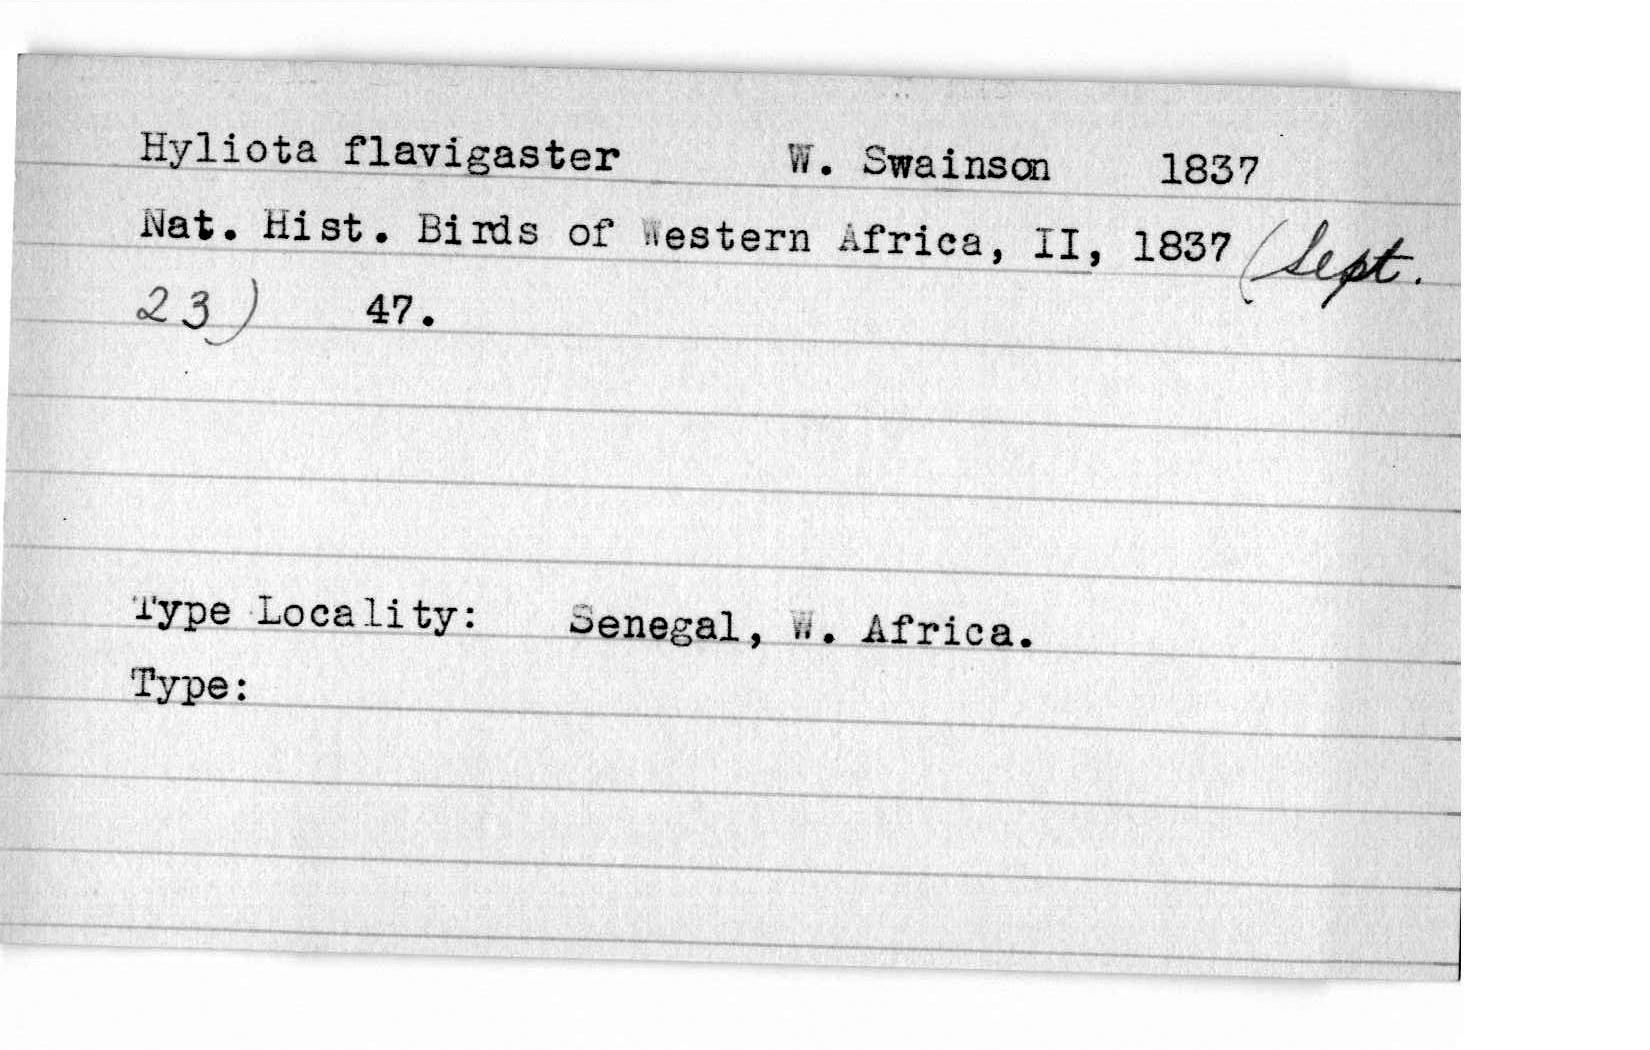 Hyliota flavigaster W. Swainson 1837
Nat. Hist. Birds of Western Africa, II, 1837 (Sept.
23) 47.
Type Locality: Senegal, W. Africa.
Type: